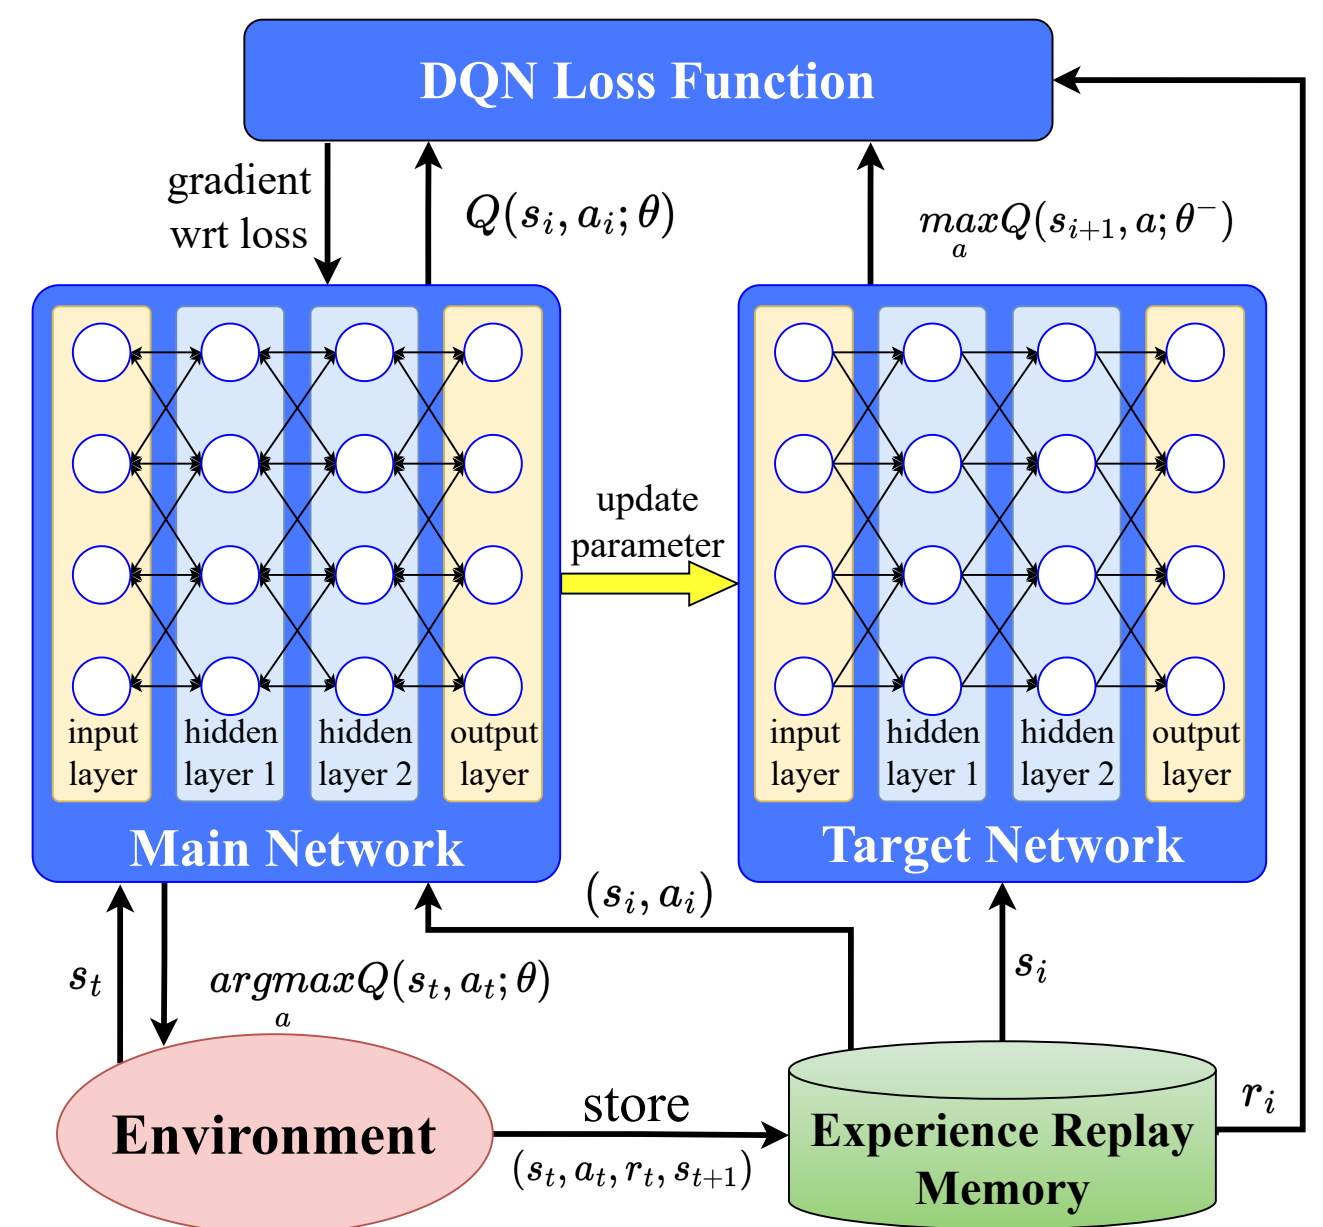 DQN Loss Function
gradient
wrt loss
Q(s_i, a_i; θ)
max_a Q(s_{i+1}, a; θ^−)
input
layer
hidden
layer 1
hidden
layer 2
output
layer
Main Network
update
parameter
input
layer
hidden
layer 1
hidden
layer 2
output
layer
Target Network
s_t
argmax_a Q(s_t, a_t; θ)
(s_i, a_i)
s_i
r_i
Environment
store
(s_t, a_t, r_t, s_{t+1})
Experience Replay
Memory